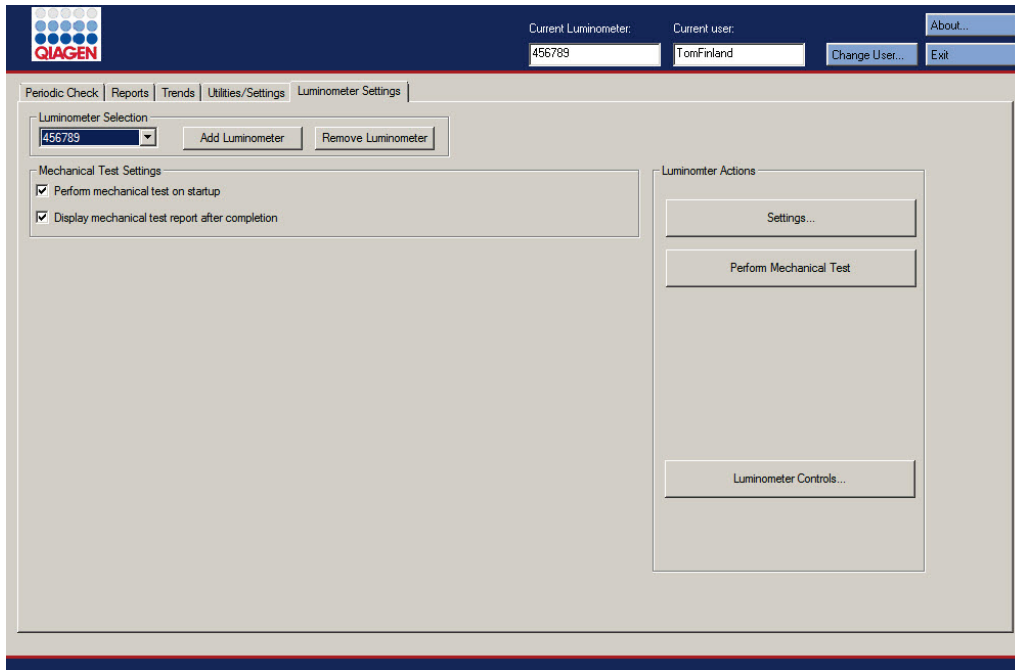 QIAGEN
Current Luminometer:
Current user:
About...
456789
TomFinland
Change User...
Exit
Periodic Check
Reports
Trends
Utilities/Settings
Luminometer Settings
Luminometer Selection
456789
Add Luminometer
Remove Luminometer
Mechanical Test Settings
Perform mechanical test on startup
Display mechanical test report after completion
Luminomter Actions
Settings...
Perform Mechanical Test
Luminometer Controls...